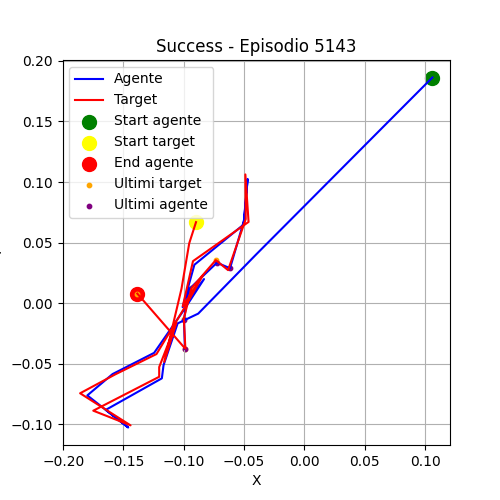 Success - Episodio 5143
0.20
0.15
0.10
0.05
0.00
−0.05
−0.10
Agente
Target
Start agente
Start target
End agente
Ultimi target
Ultimi agente
−0.20 −0.15 −0.10 −0.05 0.00 0.05 0.10
X